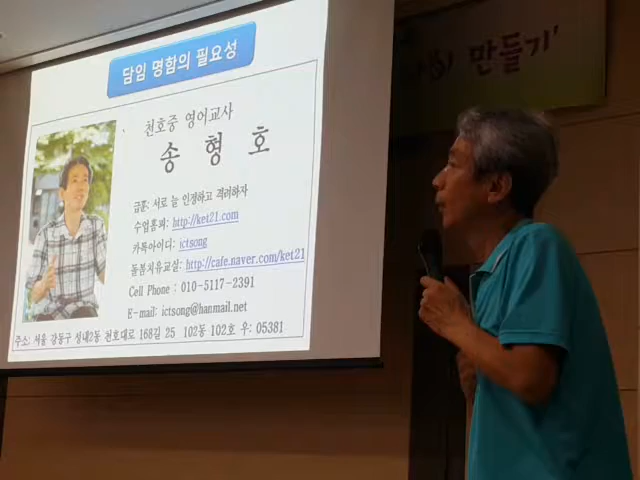 만들기'
담임 명함의 필요성
천호중 영어교사
송 형 호
급훈: 서로 늘 인정하고 격려하자
수업홈피: http://ket21.com
카톡아이디: ictsong
돌봄치유교실: http://cafe.naver.com/ket21
Cell Phone : 010-5117-2391
E-mail: ictsong@hanmail.net
주소: 서울 강동구 성내2동 천호대로 168길 25 102동 102호 우: 05381